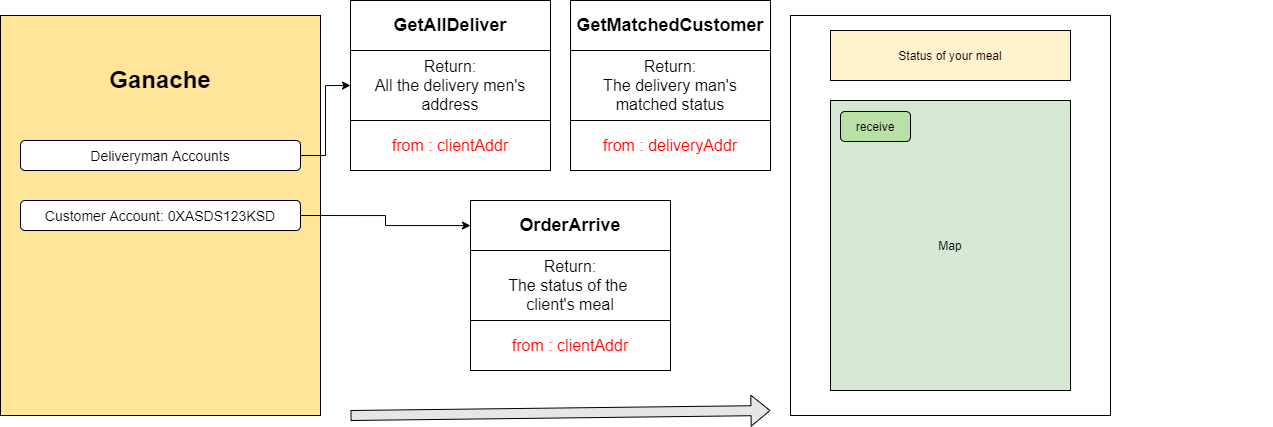 Ganache
Deliveryman Accounts
Customer Account: 0XASDS123KSD
GetAllDeliver
Return:
All the delivery men's
address
from : clientAddr
GetMatchedCustomer
Return:
The delivery man's
matched status
from : deliveryAddr
OrderArrive
Return:
The status of the
client's meal
from : clientAddr
Status of your meal
receive
Map